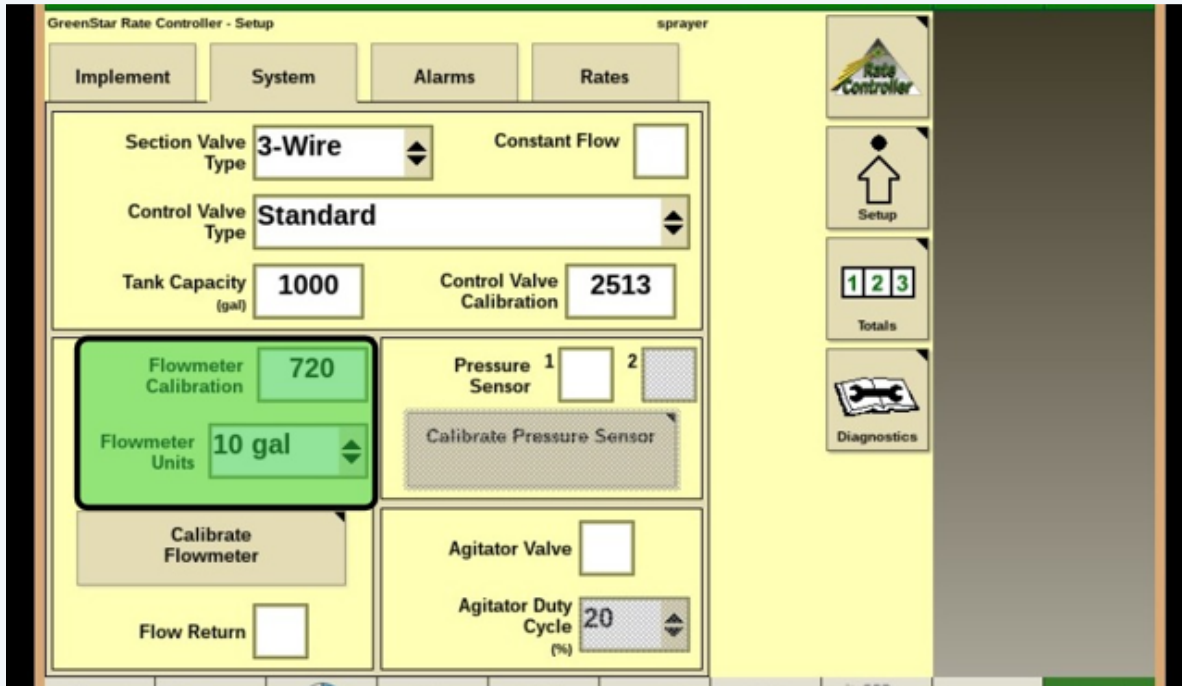 GreenStar Rate Controller - Setup
sprayer
Implement
System
Alarms
Rates
Section Valve
Type
3-Wire
Constant Flow
Control Valve
Type
Standard
Tank Capacity
(gal)
1000
Control Valve
Calibration
2513
Flowmeter
Calibration
720
Flowmeter
Units
10 gal
Calibrate
Flowmeter
Flow Return
Pressure
Sensor
1
2
Calibrate Pressure Sensor
Agitator Valve
Agitator Duty
Cycle
(%)
20
Rate
Controller
Setup
1 2 3
Totals
Diagnostics